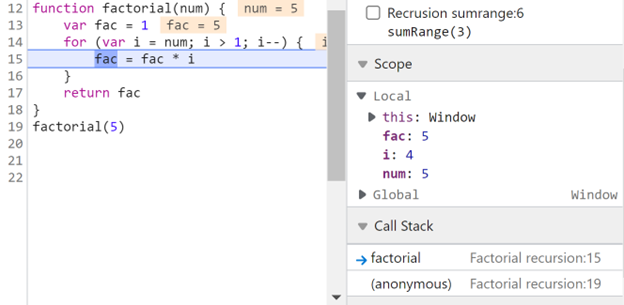 12 function factorial(num) { num = 5
13 var fac = 1 fac = 5
14 for (var i = num; i > 1; i--) { i
15 fac = fac * i
16 }
17 return fac
18 }
19 factorial(5)
20
21
22
Recrusion sumrange:6
sumRange(3)
Scope
Local
this: Window
fac: 5
i: 4
num: 5
Global Window
Call Stack
factorial Factorial recursion:15
(anonymous) Factorial recursion:19